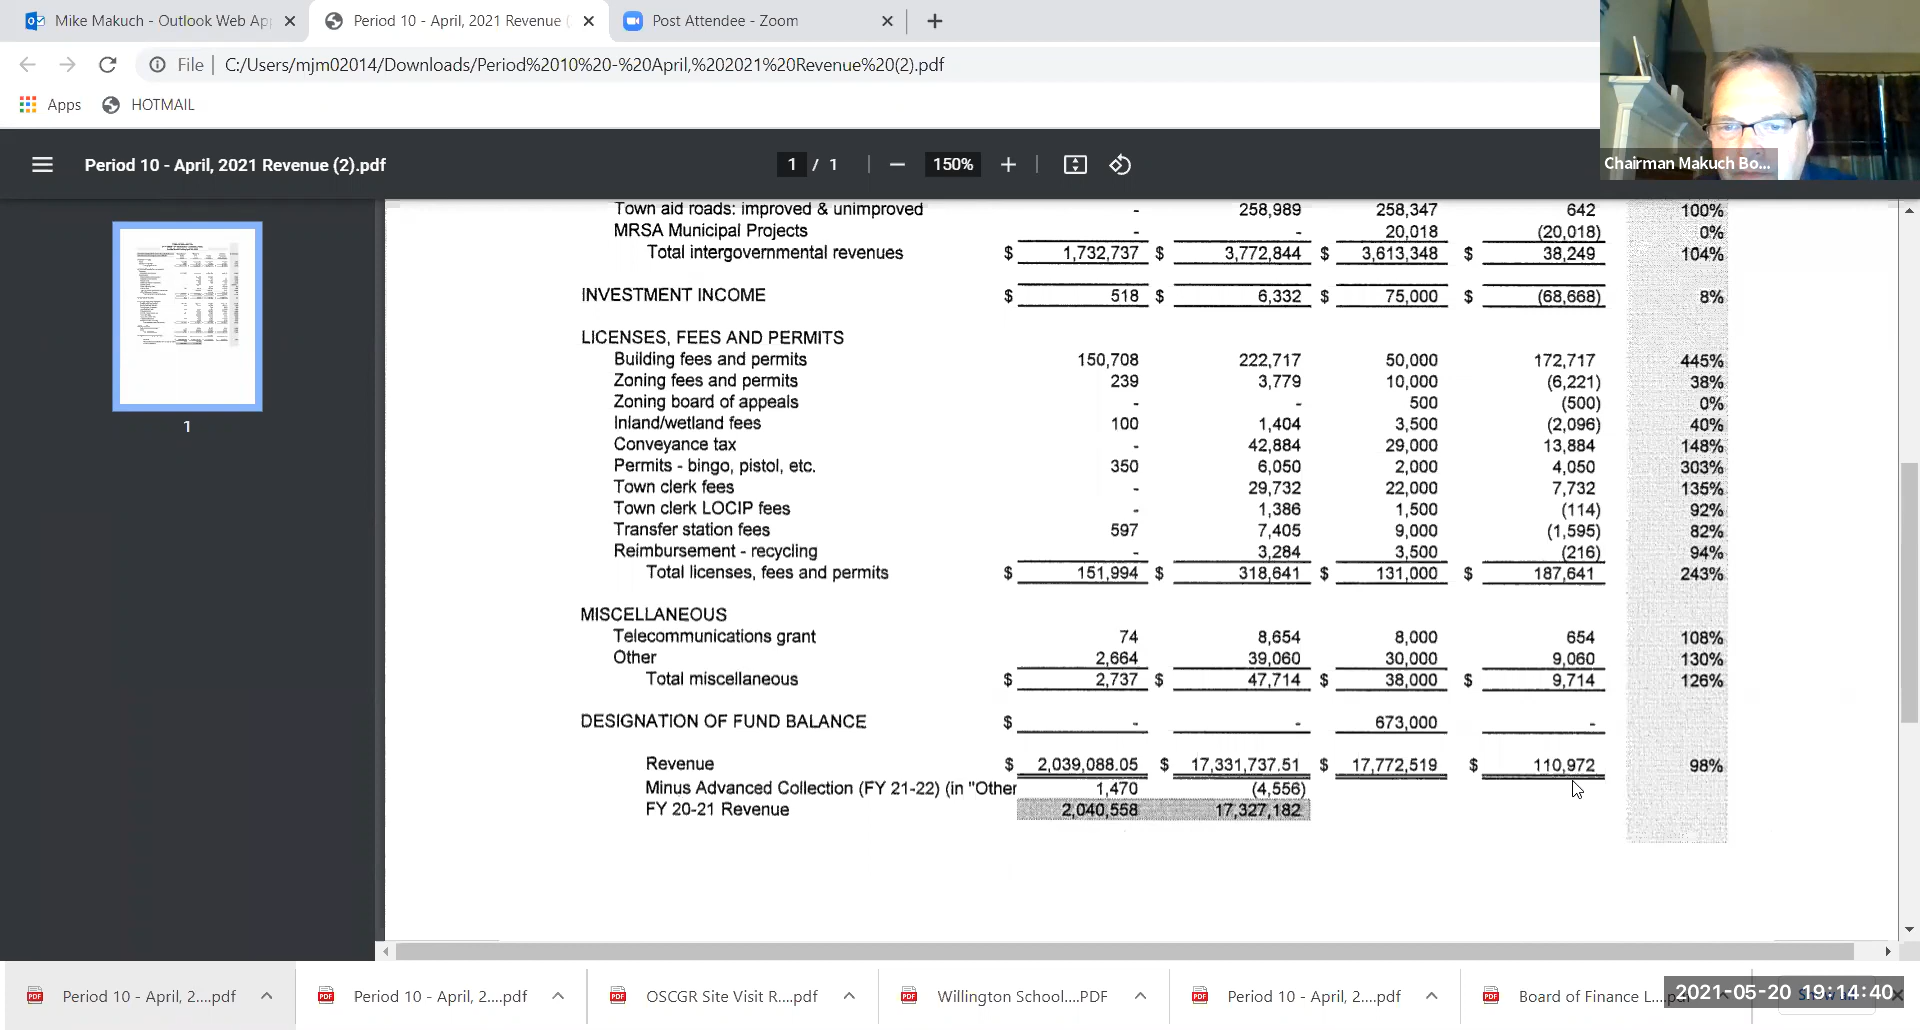 Mike Makuch - Outlook Web Ap
Period 10 - April, 2021 Revenue (
Post Attendee - Zoom
File | C:/Users/mjm02014/Downloads/Period%2010%20-%20April,%202021%20Revenue%20(2).pdf
Apps HOTMAIL
Period 10 - April, 2021 Revenue (2).pdf
1 / 1
150%
Chairman Makuch Bo...
1
Town aid roads: improved & unimproved - 258,989 258,347 642 100%
MRSA Municipal Projects - - 20,018 (20,018) 0%
Total intergovernmental revenues $ 1,732,737 $ 3,772,844 $ 3,613,348 $ 38,249 104%
INVESTMENT INCOME $ 518 $ 6,332 $ 75,000 $ (68,668) 8%
LICENSES, FEES AND PERMITS
Building fees and permits 150,708 222,717 50,000 172,717 445%
Zoning fees and permits 239 3,779 10,000 (6,221) 38%
Zoning board of appeals - - 500 (500) 0%
Inland/wetland fees 100 1,404 3,500 (2,096) 40%
Conveyance tax - 42,884 29,000 13,884 148%
Permits - bingo, pistol, etc. 350 6,050 2,000 4,050 303%
Town clerk fees - 29,732 22,000 7,732 135%
Town clerk LOCIP fees - 1,386 1,500 (114) 92%
Transfer station fees 597 7,405 9,000 (1,595) 82%
Reimbursement - recycling - 3,284 3,500 (216) 94%
Total licenses, fees and permits $ 151,994 $ 318,641 $ 131,000 $ 187,641 243%
MISCELLANEOUS
Telecommunications grant 74 8,654 8,000 654 108%
Other 2,664 39,060 30,000 9,060 130%
Total miscellaneous $ 2,737 $ 47,714 $ 38,000 $ 9,714 126%
DESIGNATION OF FUND BALANCE $ - - 673,000 -
Revenue $ 2,039,088.05 $ 17,331,737.51 $ 17,772,519 $ 110,972 98%
Minus Advanced Collection (FY 21-22) (in "Other 1,470 (4,556)
FY 20-21 Revenue 2,040,558 17,327,182
Period 10 - April, 2....pdf
Period 10 - April, 2....pdf
OSCGR Site Visit R....pdf
Willington School....PDF
Period 10 - April, 2....pdf
Board of Finance L....pdf
2021-05-20 19:14:40